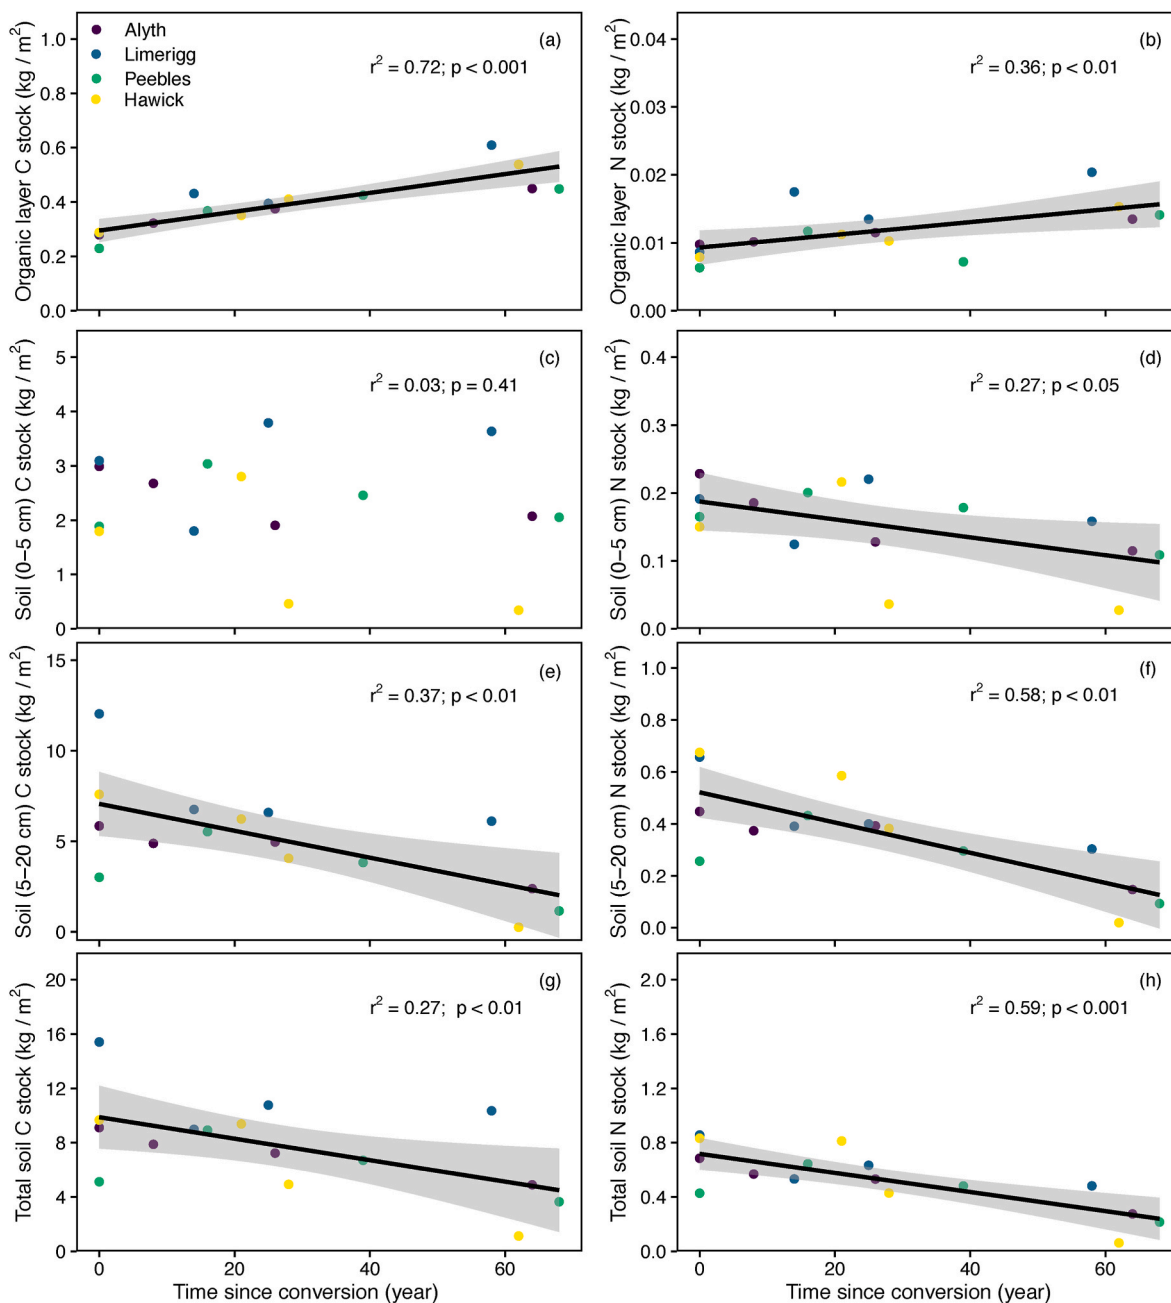 Alyth
Limerigg
Peebles
Hawick
(a)
r² = 0.72; p < 0.001
Organic layer C stock (kg / m²)
1.0
0.8
0.6
0.4
0.2
0.0
0
20
40
60
(b)
r² = 0.36; p < 0.01
Organic layer N stock (kg / m²)
0.04
0.03
0.02
0.01
0.00
0
20
40
60
(c)
r² = 0.03; p = 0.41
Soil (0–5 cm) C stock (kg / m²)
5
4
3
2
1
0
(d)
r² = 0.27; p < 0.05
Soil (0–5 cm) N stock (kg / m²)
0.4
0.3
0.2
0.1
0.0
(e)
r² = 0.37; p < 0.01
Soil (5–20 cm) C stock (kg / m²)
15
10
5
0
(f)
r² = 0.58; p < 0.01
Soil (5–20 cm) N stock (kg / m²)
1.0
0.8
0.6
0.4
0.2
0.0
(g)
r² = 0.27; p < 0.01
Total soil C stock (kg / m²)
20
16
12
8
4
0
0
20
40
60
Time since conversion (year)
(h)
r² = 0.59; p < 0.001
Total soil N stock (kg / m²)
2.0
1.6
1.2
0.8
0.4
0.0
0
20
40
60
Time since conversion (year)